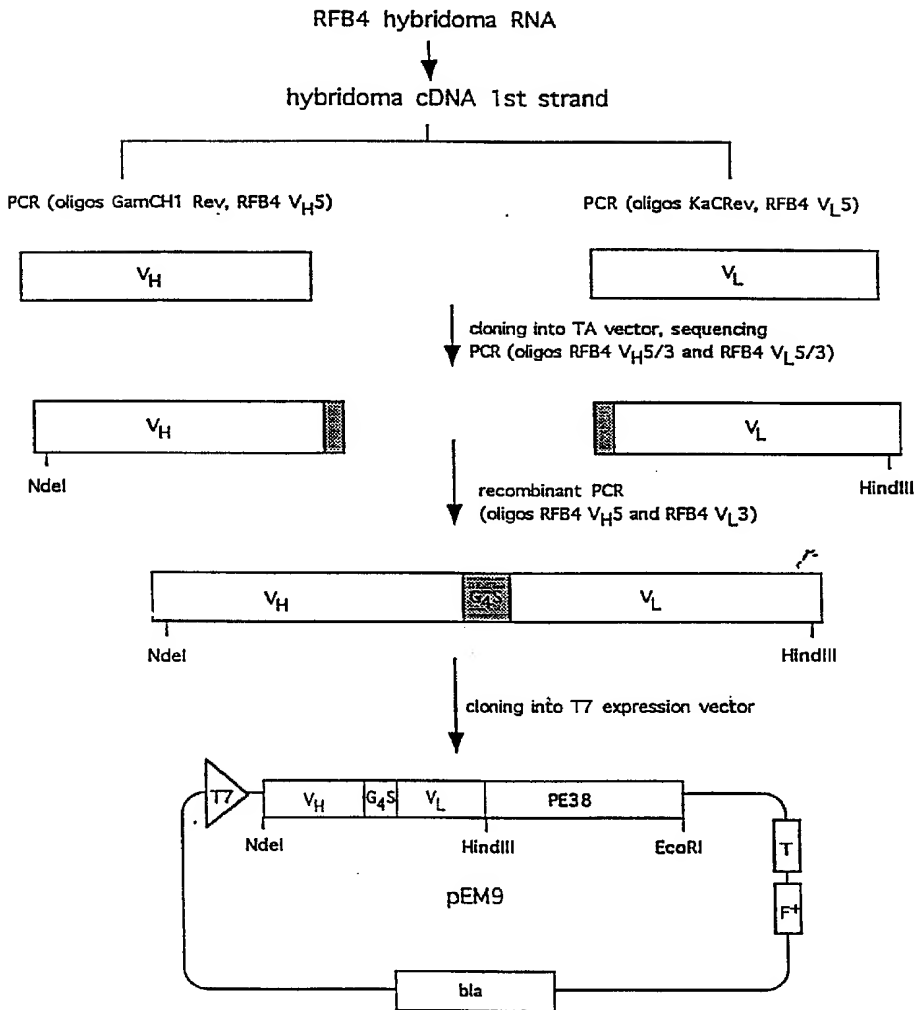 RFB4 hybridoma RNA
hybridoma cDNA 1st strand
PCR (oligos GamCH1 Rev, RFB4 VH5)
PCR (oligos KaCRev, RFB4 VL5)
VH
VL
cloning into TA vector, sequencing
PCR (oligos RFB4 VH5/3 and RFB4 VL5/3)
VH
VL
NdeI
HindIII
recombinant PCR
(oligos RFB4 VH5 and RFB4 VL3)
VH
G4S
VL
NdeI
HindIII
cloning into T7 expression vector
T7
VH
G4S
VL
PE38
NdeI
HindIII
EcoRI
T
F+
pEM9
bla